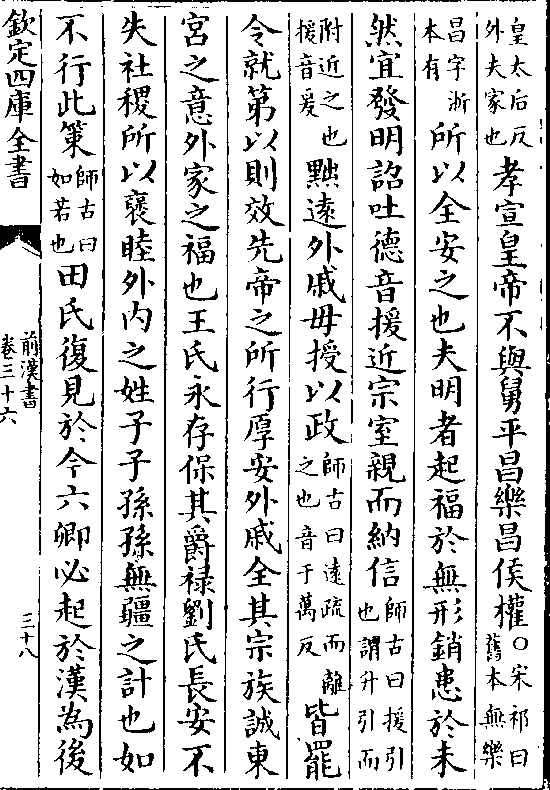 皇太后反外夫家也孝宣皇帝不與舅平昌樂昌侯權○宋祁曰舊本無樂
昌字浙本有所以全安之也夫明者起福於無形銷患於未
然宜發明詔吐德音援近宗室親而納信師古曰援引也謂升引而
附近之也援音爰黜遠外戚毋授以政師古曰遠疏而離之也音于萬反皆罷
令就第以則效先帝之所行厚安外戚全其宗族誠東
宮之意外家之福也王氏永存保其爵禄劉氏長安不
失社稷所以襃睦外内之姓子子孫孫無疆之計也如
不行此策師古曰如若也田氏復見於今六卿必起於漢為後
欽定四庫全書
前漢書
卷三十六
三十八